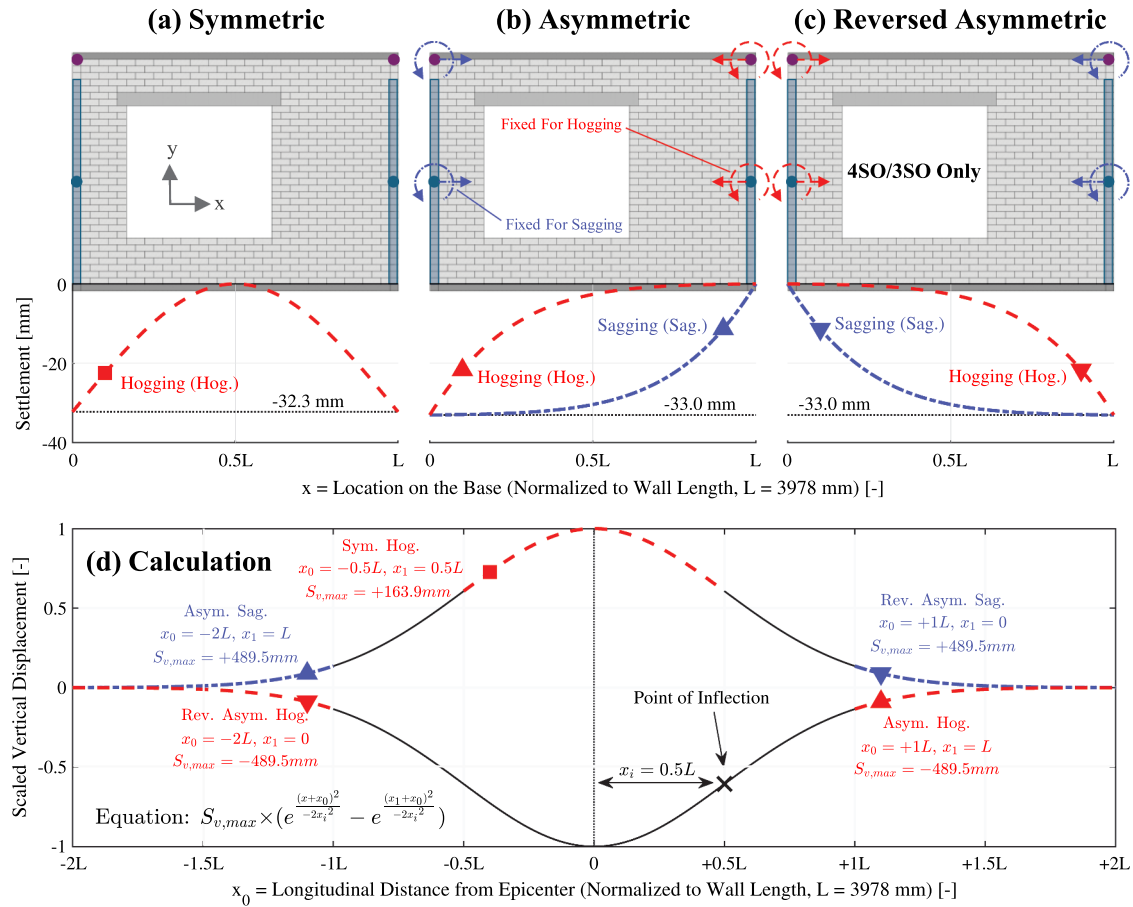 (a) Symmetric
(b) Asymmetric
(c) Reversed Asymmetric
y
x
Fixed For Hogging
Fixed For Sagging
4SO/3SO Only
Settlement [mm]
0
-20
-40
Hogging (Hog.)
-32.3 mm
Sagging (Sag.)
Hogging (Hog.)
-33.0 mm
Sagging (Sag.)
Hogging (Hog.)
-33.0 mm
0 0.5L L
0 0.5L L
0 0.5L L
x = Location on the Base (Normalized to Wall Length, L = 3978 mm) [-]
(d) Calculation
Scaled Vertical Displacement [-]
1
0.5
0
-0.5
-1
Sym. Hog.
x₀ = −0.5L, x₁ = 0.5L
Sᵥ,ₘₐₓ = +163.9mm
Asym. Sag.
x₀ = −2L, x₁ = L
Sᵥ,ₘₐₓ = +489.5mm
Rev. Asym. Sag.
x₀ = +1L, x₁ = 0
Sᵥ,ₘₐₓ = +489.5mm
Rev. Asym. Hog.
x₀ = −2L, x₁ = 0
Sᵥ,ₘₐₓ = −489.5mm
Point of Inflection
xᵢ = 0.5L
Asym. Hog.
x₀ = +1L, x₁ = L
Sᵥ,ₘₐₓ = −489.5mm
Equation: S_{v,max}×(e^{\frac{(x+x_0)^2}{-2x_i^2}} − e^{\frac{(x_1+x_0)^2}{-2x_i^2}})
-2L -1.5L -1L -0.5L 0 +0.5L +1L +1.5L +2L
x₀ = Longitudinal Distance from Epicenter (Normalized to Wall Length, L = 3978 mm) [-]